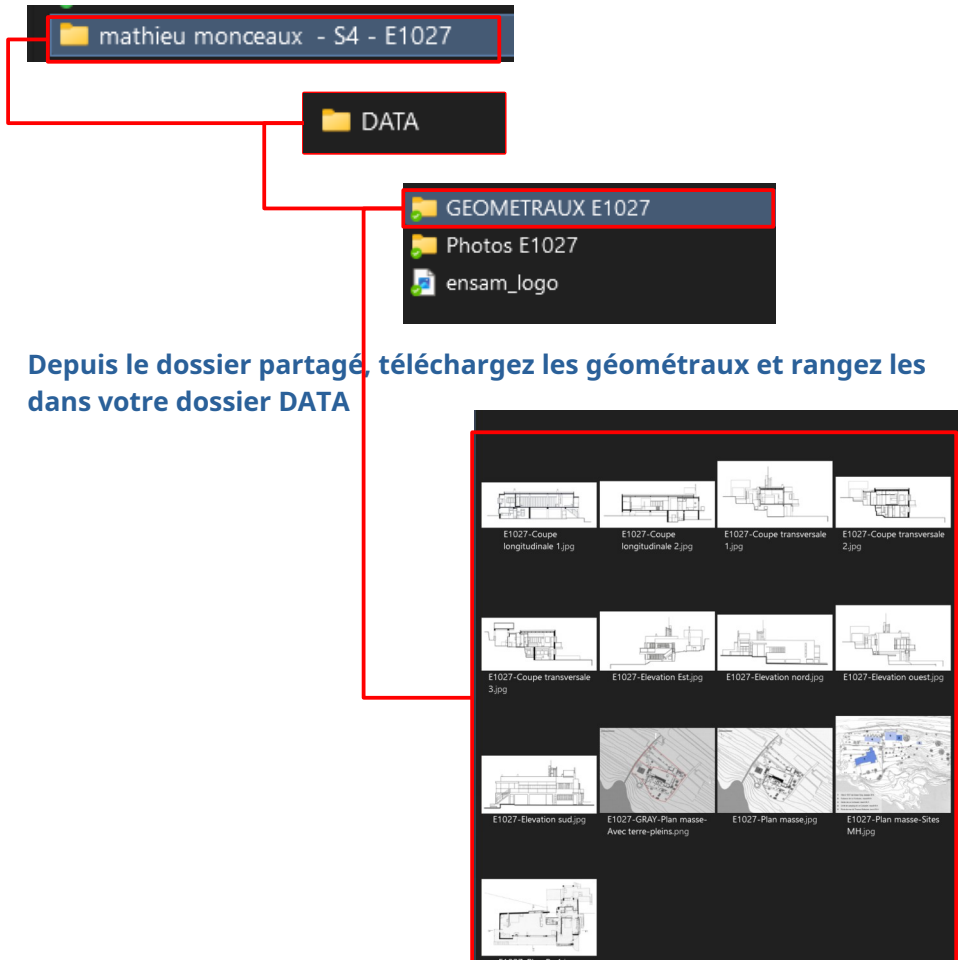 mathieu monceaux - S4 - E1027
DATA
GEOMETRAUX E1027
Photos E1027
ensam_logo
Depuis le dossier partagé, téléchargez les géométraux et rangez les
dans votre dossier DATA
E1027-Coupe
longitudinale 1.jpg
E1027-Coupe
longitudinale 2.jpg
E1027-Coupe transversale
1.jpg
E1027-Coupe transversale
2.jpg
E1027-Coupe transversale
3.jpg
E1027-Elevation Est.jpg
E1027-Elevation nord.jpg
E1027-Elevation ouest.jpg
E1027-Elevation sud.jpg
E1027-GRAY-Plan masse-
Avec terre-pleins.png
E1027-Plan masse.jpg
E1027-Plan masse-Sites
MH.jpg